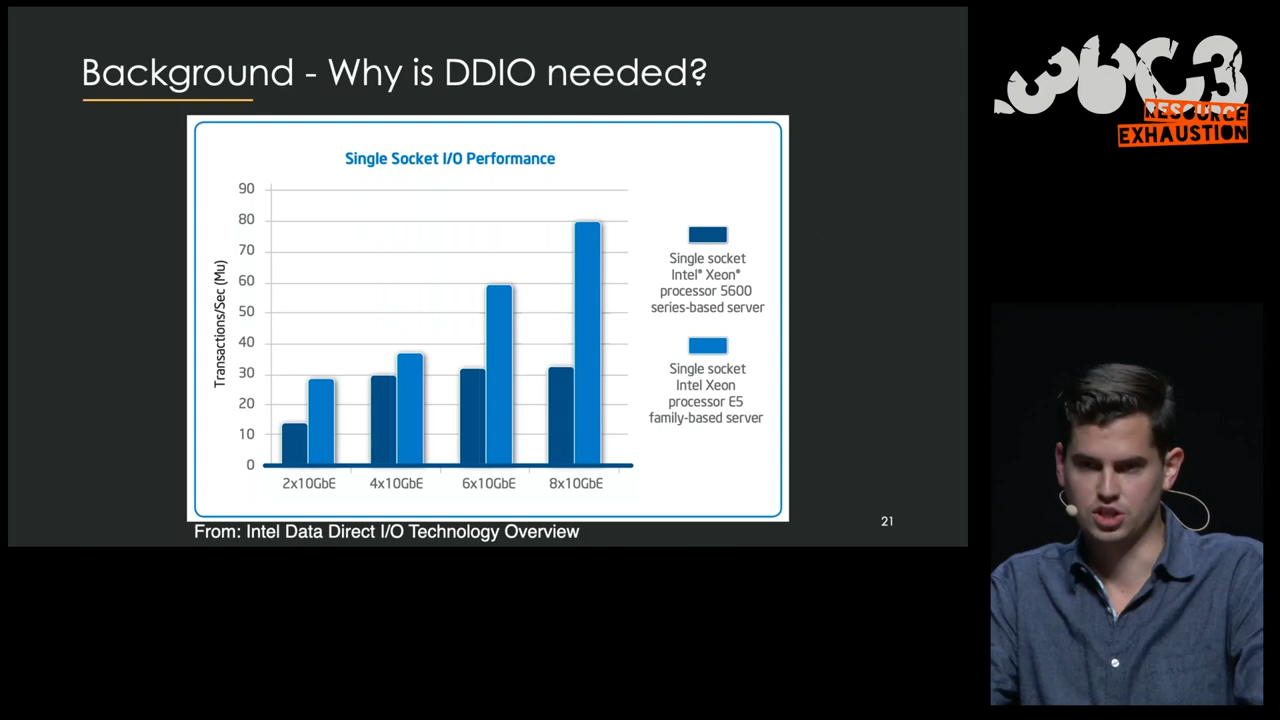 Background - Why is DDIO needed?
Single Socket I/O Performance
Transactions/Sec (Mu)
90
80
70
60
50
40
30
20
10
0
2x10GbE
4x10GbE
6x10GbE
8x10GbE
Single socket
Intel® Xeon®
processor 5600
series-based server
Single socket
Intel Xeon
processor E5
family-based server
From: Intel Data Direct I/O Technology Overview
21
36C3
RESOURCE
EXHAUSTION